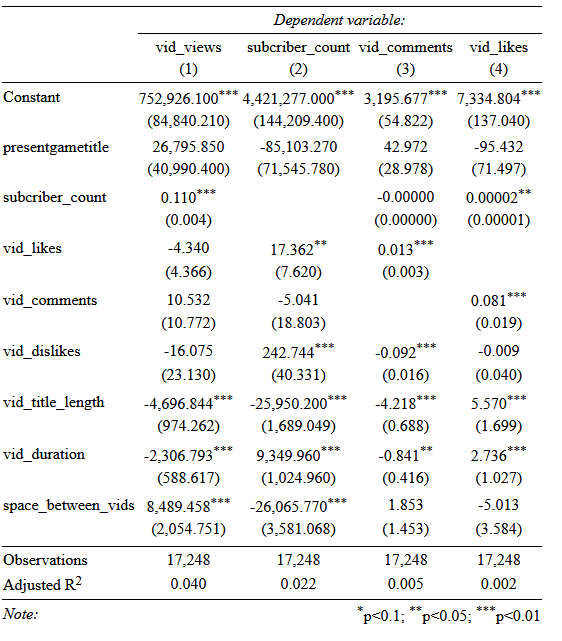 Dependent variable:
vid_views subcriber_count vid_comments vid_likes
(1) (2) (3) (4)
Constant 752,926.100*** 4,421,277.000*** 3,195.677*** 7,334.804***
(84,840.210) (144,209.400) (54.822) (137.040)
presentgametitle 26,795.850 -85,103.270 42.972 -95.432
(40,990.400) (71,545.780) (28.978) (71.497)
subcriber_count 0.110*** -0.00000 0.00002**
(0.004) (0.00000) (0.00001)
vid_likes -4.340 17.362** 0.013***
(4.366) (7.620) (0.003)
vid_comments 10.532 -5.041 0.081***
(10.772) (18.803) (0.019)
vid_dislikes -16.075 242.744*** -0.092*** -0.009
(23.130) (40.331) (0.016) (0.040)
vid_title_length -4,696.844*** -25,950.200*** -4.218*** 5.570***
(974.262) (1,689.049) (0.688) (1.699)
vid_duration -2,306.793*** 9,349.960*** -0.841** 2.736***
(588.617) (1,024.960) (0.416) (1.027)
space_between_vids 8,489.458*** -26,065.770*** 1.853 -5.013
(2,054.751) (3,581.068) (1.453) (3.584)
Observations 17,248 17,248 17,248 17,248
Adjusted R2 0.040 0.022 0.005 0.002
Note: *p<0.1; **p<0.05; ***p<0.01